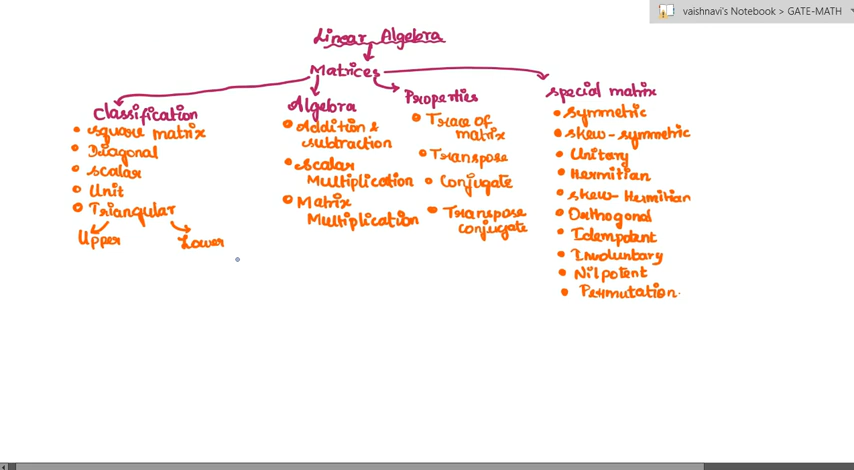 vaishnavi's Notebook > GATE-MATH
Linear Algebra
Matrices
Classification
Square matrix
Diagonal
Scalar
Unit
Triangular
Upper
Lower
Algebra
Addition &
subtraction
Scalar
Multiplication
Matrix
Multiplication
Properties
Trace of
matrix
Transpose
Conjugate
Transpose
conjugate
special matrix
Symmetric
Skew-symmetric
Unitary
Hermitian
Skew-Hermitian
Orthogonal
Idempotent
Involuntary
Nilpotent
Permutation.